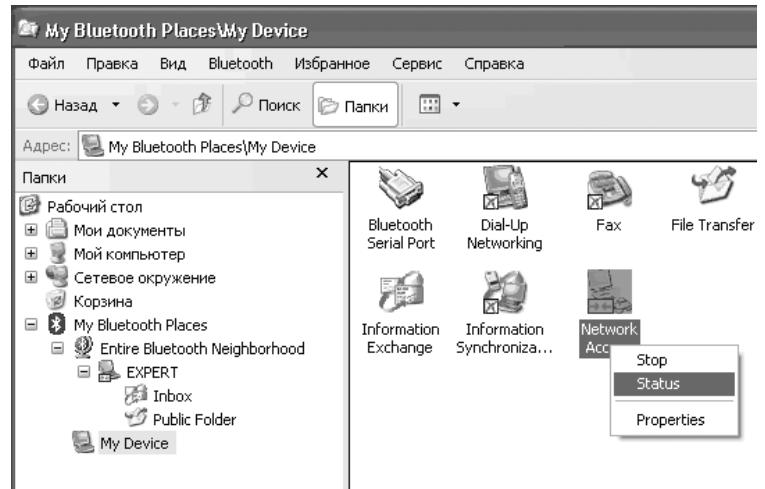 My Bluetooth Places\My Device
Файл Правка Вид Bluetooth Избранное Сервис Справка
Назад Поиск Папки
Адрес: My Bluetooth Places\My Device
Папки
Рабочий стол
Мои документы
Мой компьютер
Сетевое окружение
Корзина
My Bluetooth Places
Entire Bluetooth Neighborhood
EXPERT
Inbox
Public Folder
My Device
Bluetooth Serial Port
Dial-Up Networking
Fax
File Transfer
Information Exchange
Information Synchroniza...
Network
Stop
Status
Properties